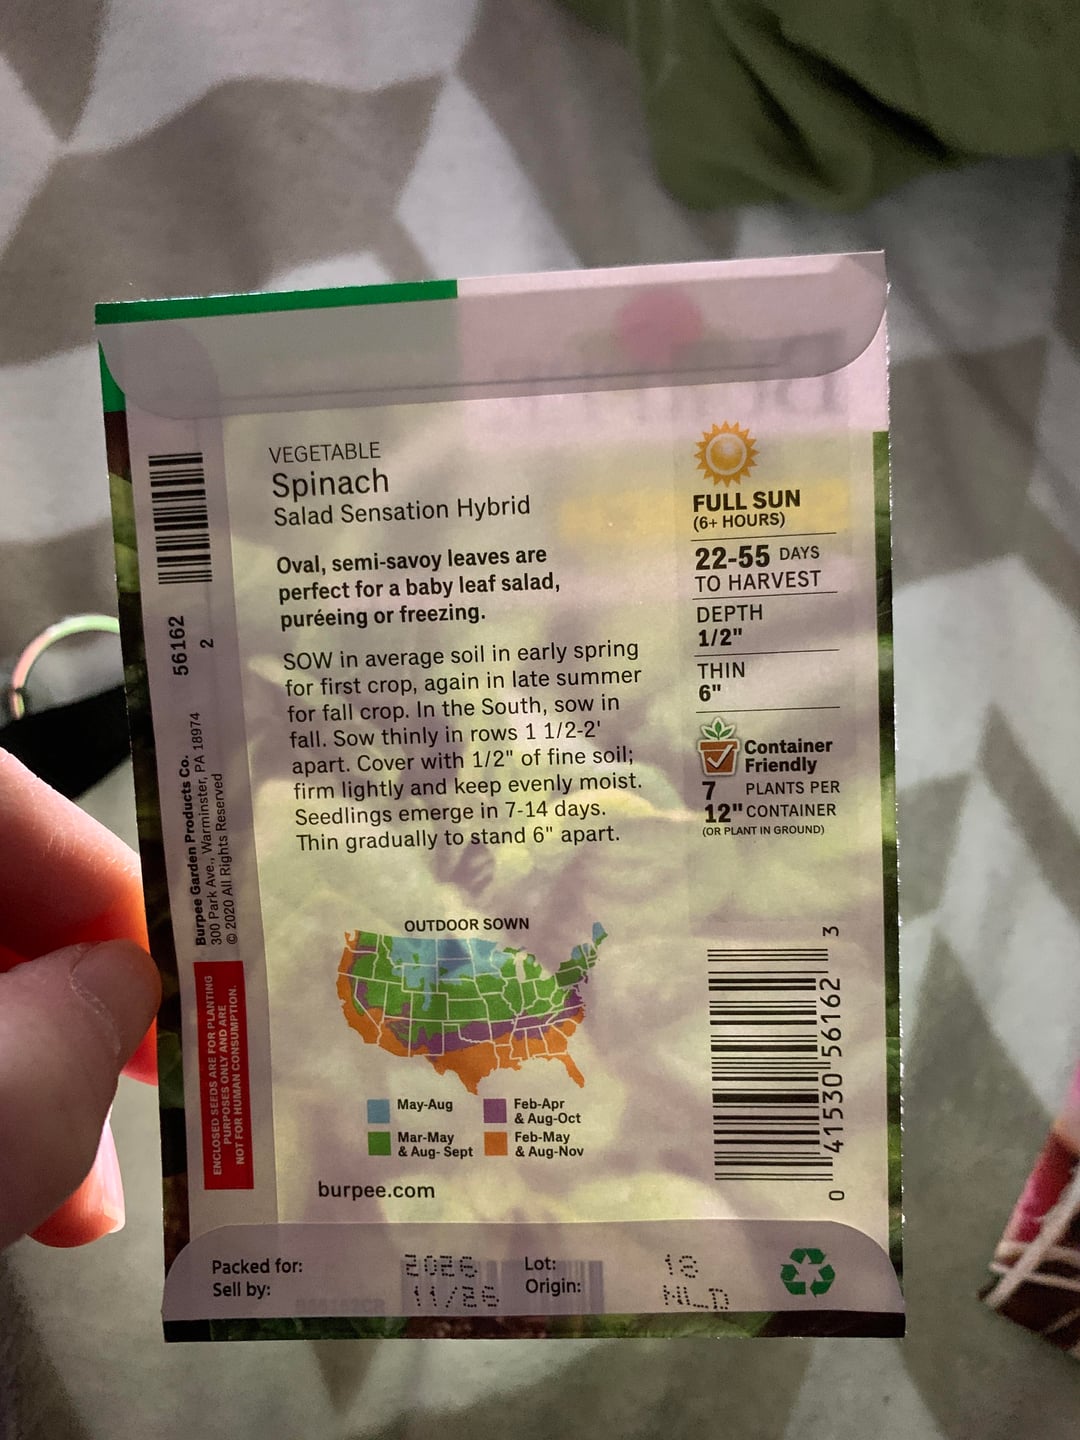 VEGETABLE
Spinach
Salad Sensation Hybrid
Oval, semi-savoy leaves are
perfect for a baby leaf salad,
puréeing or freezing.
SOW in average soil in early spring
for first crop, again in late summer
for fall crop. In the South, sow in
fall. Sow thinly in rows 1 1/2-2'
apart. Cover with 1/2" of fine soil;
firm lightly and keep evenly moist.
Seedlings emerge in 7-14 days.
Thin gradually to stand 6" apart.
FULL SUN
(6+ HOURS)
22-55 DAYS
TO HARVEST
DEPTH
1/2"
THIN
6"
Container
Friendly
7 PLANTS PER
12" CONTAINER
(OR PLANT IN GROUND)
OUTDOOR SOWN
May-Aug
Mar-May
& Aug- Sept
Feb-Apr
& Aug-Oct
Feb-May
& Aug-Nov
burpee.com
56162
2
Burpee Garden Products Co.
300 Park Ave., Warminster, PA 18974
© 2020 All Rights Reserved
ENCLOSED SEEDS ARE FOR PLANTING
PURPOSES ONLY AND ARE
NOT FOR HUMAN CONSUMPTION.
0 41530 56162 3
Packed for: 2026
Sell by: 11/26
Lot: 18
Origin: NLD